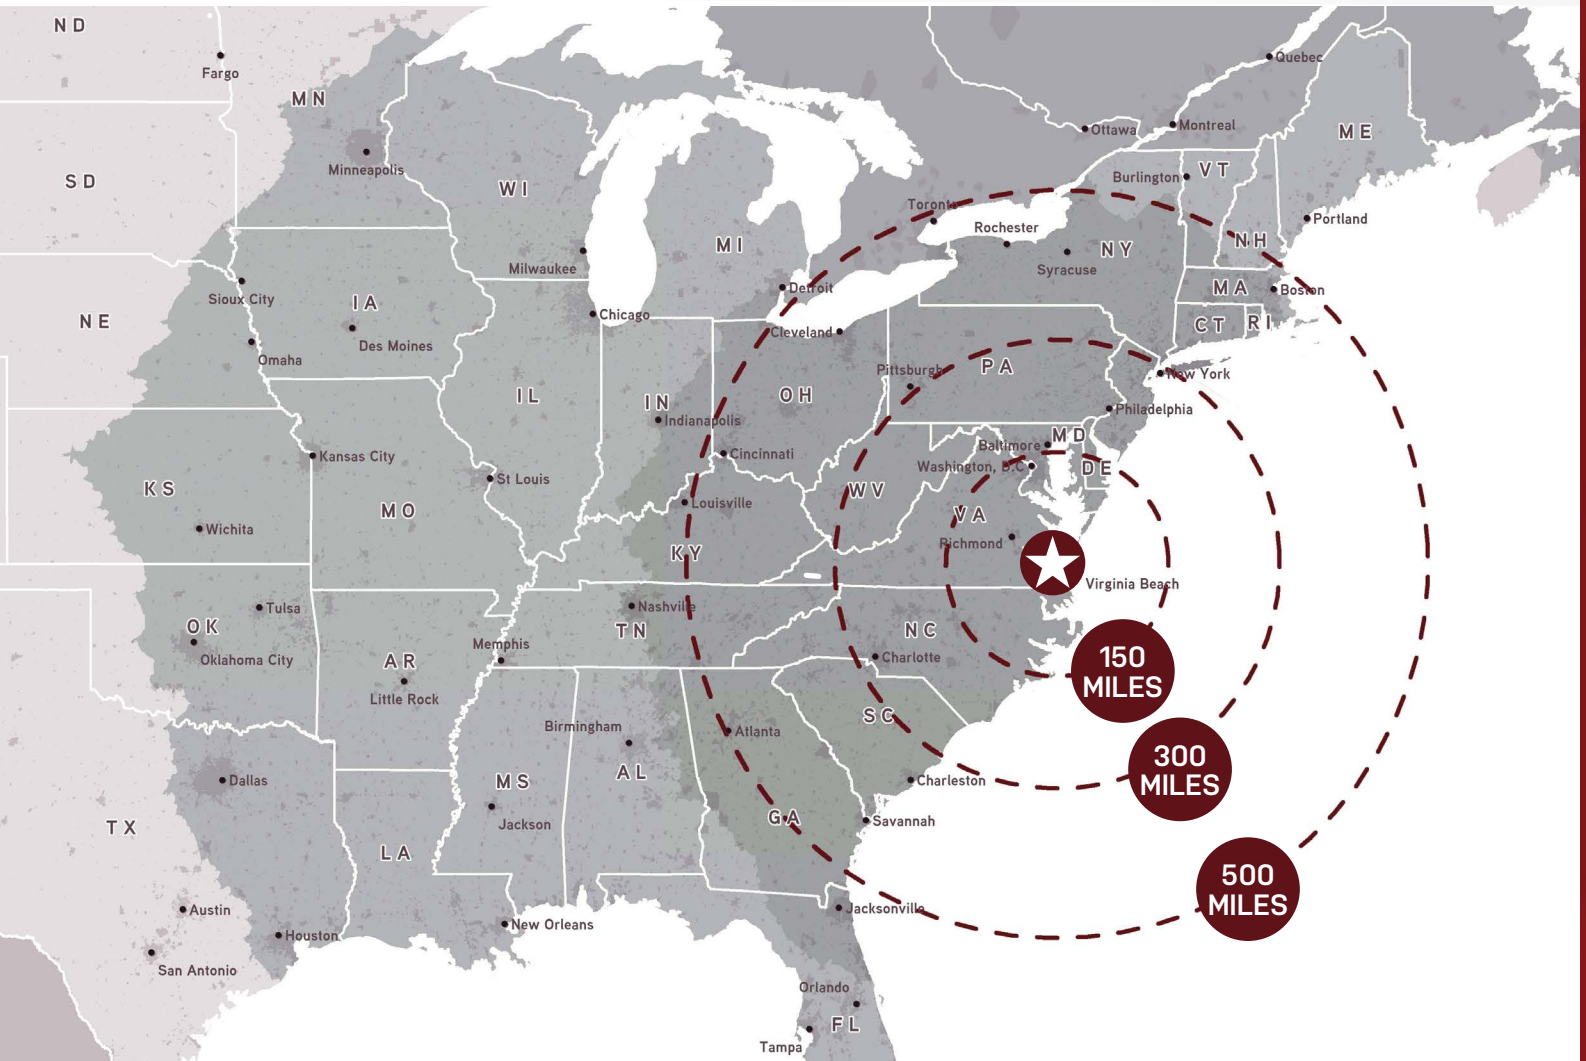 ND
Fargo
MN
Minneapolis
SD
WI
MI
NE
Sioux City
IA
Des Moines
Omaha
Milwaukee
Chicago
Quebec
Ottawa
Montreal
ME
VT
Burlington
Toronto
Rochester
Portland
NH
NY
Syracuse
MA
Boston
CT
RI
Detroit
Cleveland
Pittsburgh
PA
New York
OH
IL
IN
Indianapolis
Philadelphia
Baltimore
MD
Cincinnati
Washington, D.C
DE
Kansas City
St Louis
KS
MO
WV
Louisville
VA
Wichita
Richmond
KY
Virginia Beach
Tulsa
OK
Oklahoma City
Nashville
TN
NC
Memphis
AR
Little Rock
Charlotte
150
MILES
SC
Birmingham
Atlanta
AL
MS
Dallas
Charleston
300
MILES
TX
Jackson
GA
Savannah
LA
500
MILES
Austin
Jacksonville
New Orleans
Houston
San Antonio
Orlando
FL
Tampa